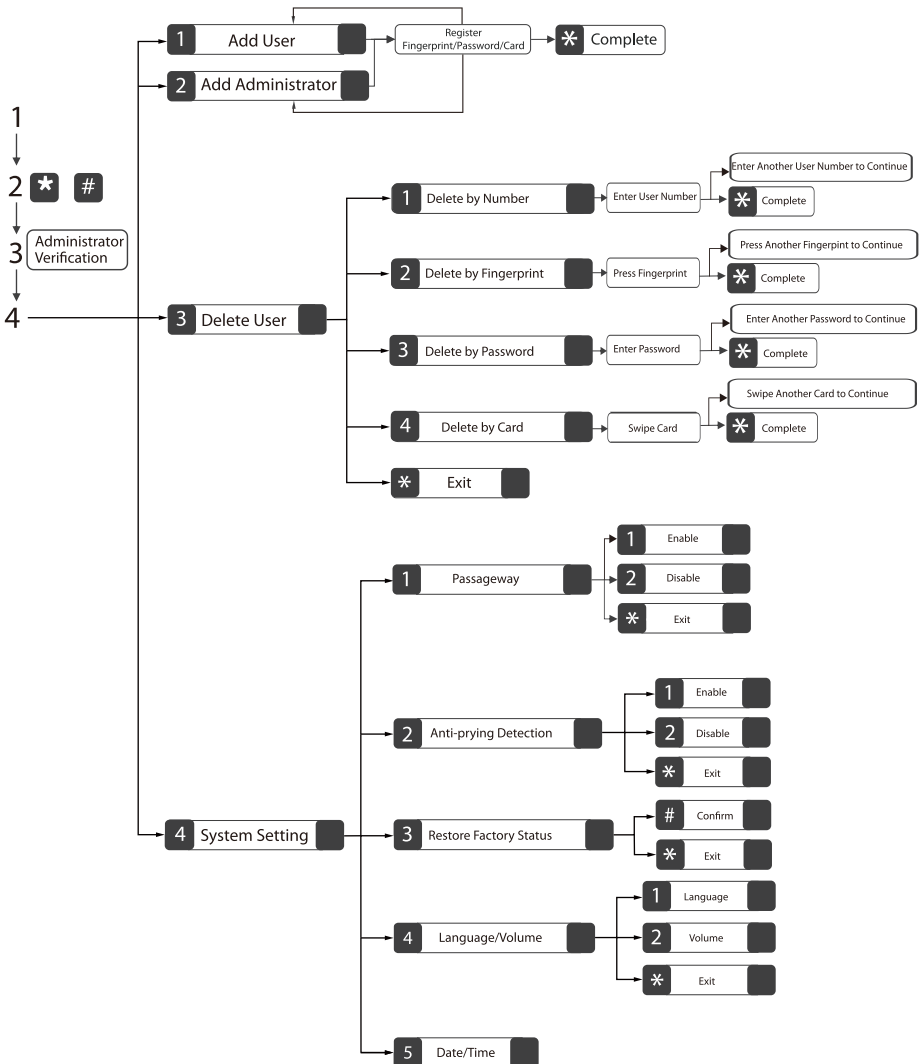 1
2 * #
3 Administrator
Verification
4
1 Add User
2 Add Administrator
Register
Fingerprint/Password/Card
* Complete
3 Delete User
1 Delete by Number
Enter User Number
Enter Another User Number to Continue
* Complete
2 Delete by Fingerprint
Press Fingerprint
Press Another Fingerpint to Continue
* Complete
3 Delete by Password
Enter Password
Enter Another Password to Continue
* Complete
4 Delete by Card
Swipe Card
Swipe Another Card to Continue
* Complete
* Exit
4 System Setting
1 Passageway
1 Enable
2 Disable
* Exit
2 Anti-prying Detection
1 Enable
2 Disable
* Exit
3 Restore Factory Status
# Confirm
* Exit
4 Language/Volume
1 Language
2 Volume
* Exit
5 Date/Time